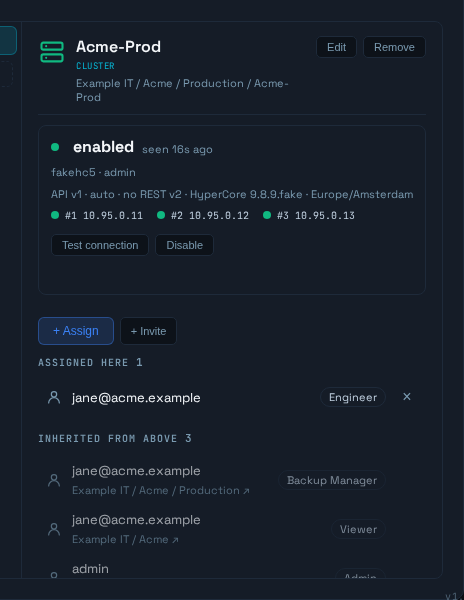 Acme-Prod
Edit
Remove
CLUSTER
Example IT / Acme / Production / Acme-
Prod
enabled seen 16s ago
fakehc5 · admin
API v1 · auto · no REST v2 · HyperCore 9.8.9.fake · Europe/Amsterdam
#1 10.95.0.11 #2 10.95.0.12 #3 10.95.0.13
Test connection Disable
+ Assign + Invite
ASSIGNED HERE 1
jane@acme.example Engineer ×
INHERITED FROM ABOVE 3
jane@acme.example
Backup Manager
Example IT / Acme / Production ↗
jane@acme.example
Viewer
Example IT / Acme ↗
admin
Admin
v1.